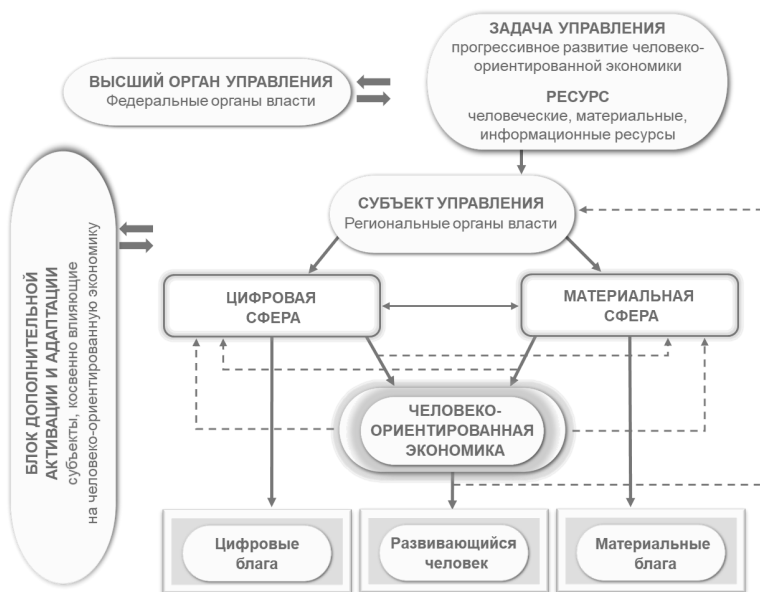 ЗАДАЧА УПРАВЛЕНИЯ
прогрессивное развитие человеко-
ориентированной экономики
РЕСУРС
человеческие, материальные,
информационные ресурсы
ВЫСШИЙ ОРГАН УПРАВЛЕНИЯ
Федеральные органы власти
СУБЪЕКТ УПРАВЛЕНИЯ
Региональные органы власти
БЛОК ДОПОЛНИТЕЛЬНОЙ
АКТИВАЦИИ И АДАПТАЦИИ
субъекты, косвенно влияющие
на человеко-ориентированную экономику
ЦИФРОВАЯ
СФЕРА
МАТЕРИАЛЬНАЯ
СФЕРА
ЧЕЛОВЕКО-
ОРИЕНТИРОВАННАЯ
ЭКОНОМИКА
Цифровые
блага
Развивающийся
человек
Материальные
блага